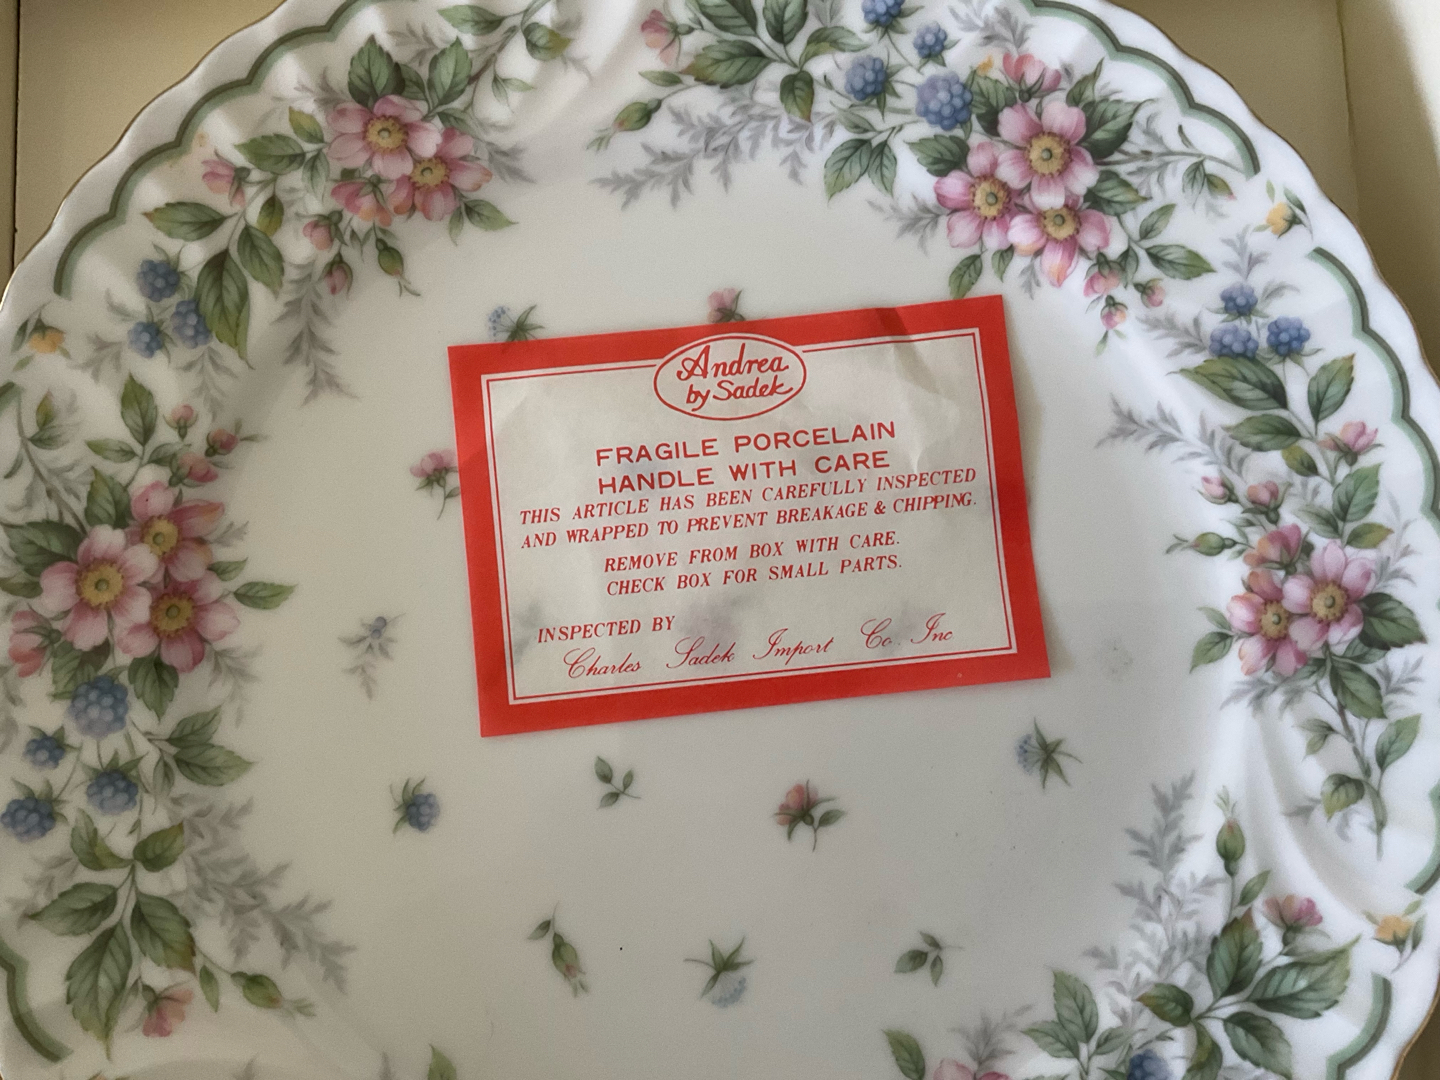 Andrea
by Sadek
FRAGILE PORCELAIN
HANDLE WITH CARE
THIS ARTICLE HAS BEEN CAREFULLY INSPECTED
AND WRAPPED TO PREVENT BREAKAGE & CHIPPING.
REMOVE FROM BOX WITH CARE.
CHECK BOX FOR SMALL PARTS.
INSPECTED BY
Charles Sadek Import Co. Inc